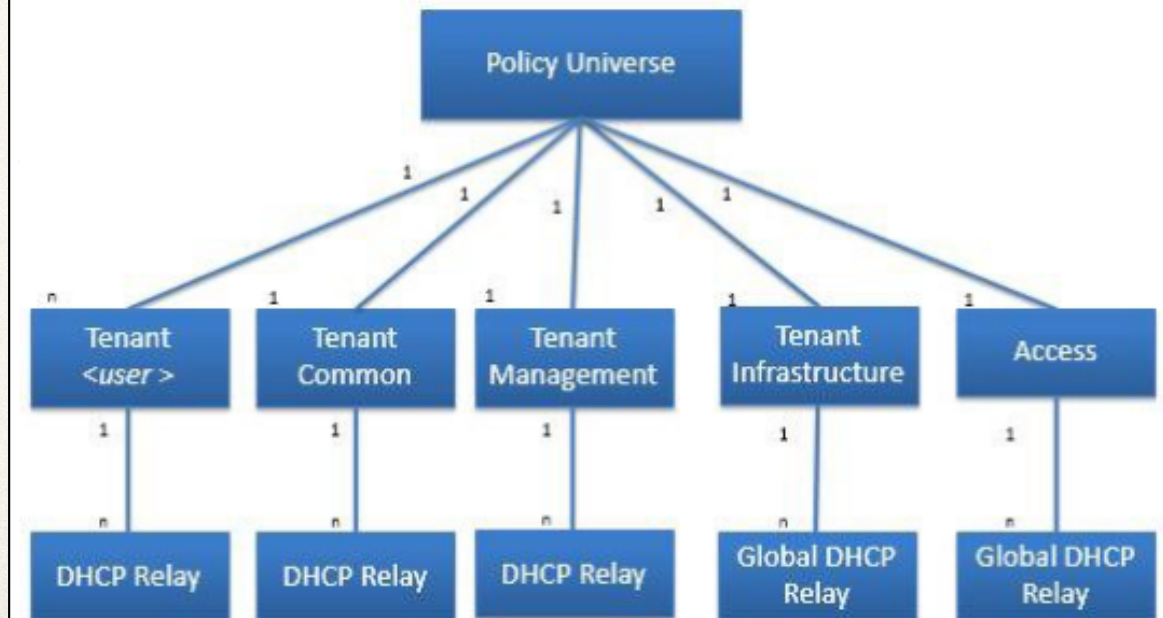 Policy Universe
1
1
1
1
1
n
1
1
1
1
Tenant
<user >
Tenant
Common
Tenant
Management
Tenant
Infrastructure
Access
1
1
1
1
1
n
n
n
n
n
DHCP Relay
DHCP Relay
DHCP Relay
Global DHCP
Relay
Global DHCP
Relay